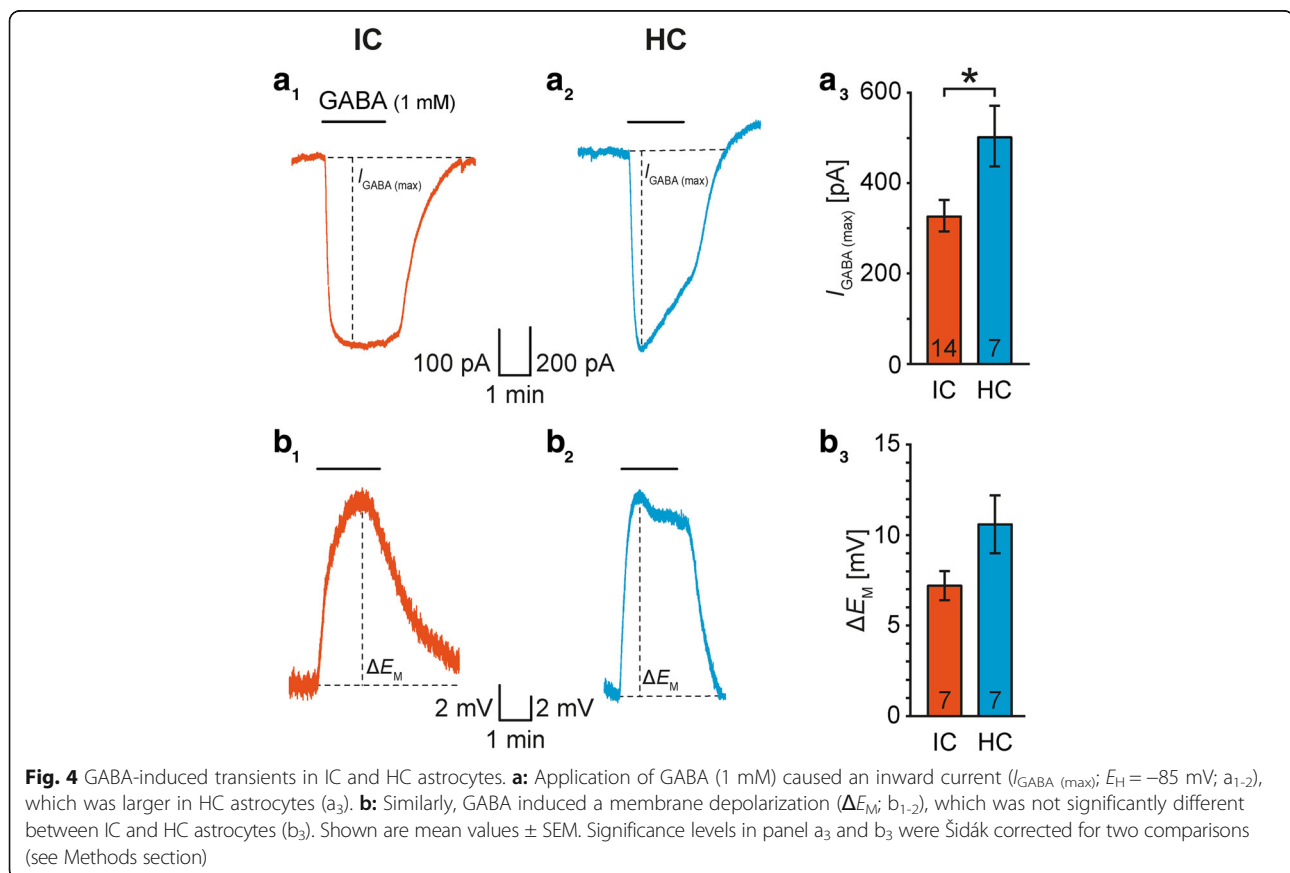 IC
HC
a1
a2
a3
GABA (1 mM)
IGABA (max)
IGABA (max)
100 pA
200 pA
1 min
*
IGABA (max) [pA]
600
400
200
0
14
7
IC
HC
b1
b2
b3
ΔEM
ΔEM
2 mV
2 mV
1 min
ΔEM [mV]
15
10
5
0
7
7
IC
HC
Fig. 4 GABA-induced transients in IC and HC astrocytes. a: Application of GABA (1 mM) caused an inward current (IGABA (max); EH = −85 mV; a1-2),
which was larger in HC astrocytes (a3). b: Similarly, GABA induced a membrane depolarization (ΔEM; b1-2), which was not significantly different
between IC and HC astrocytes (b3). Shown are mean values ± SEM. Significance levels in panel a3 and b3 were Šidák corrected for two comparisons
(see Methods section)